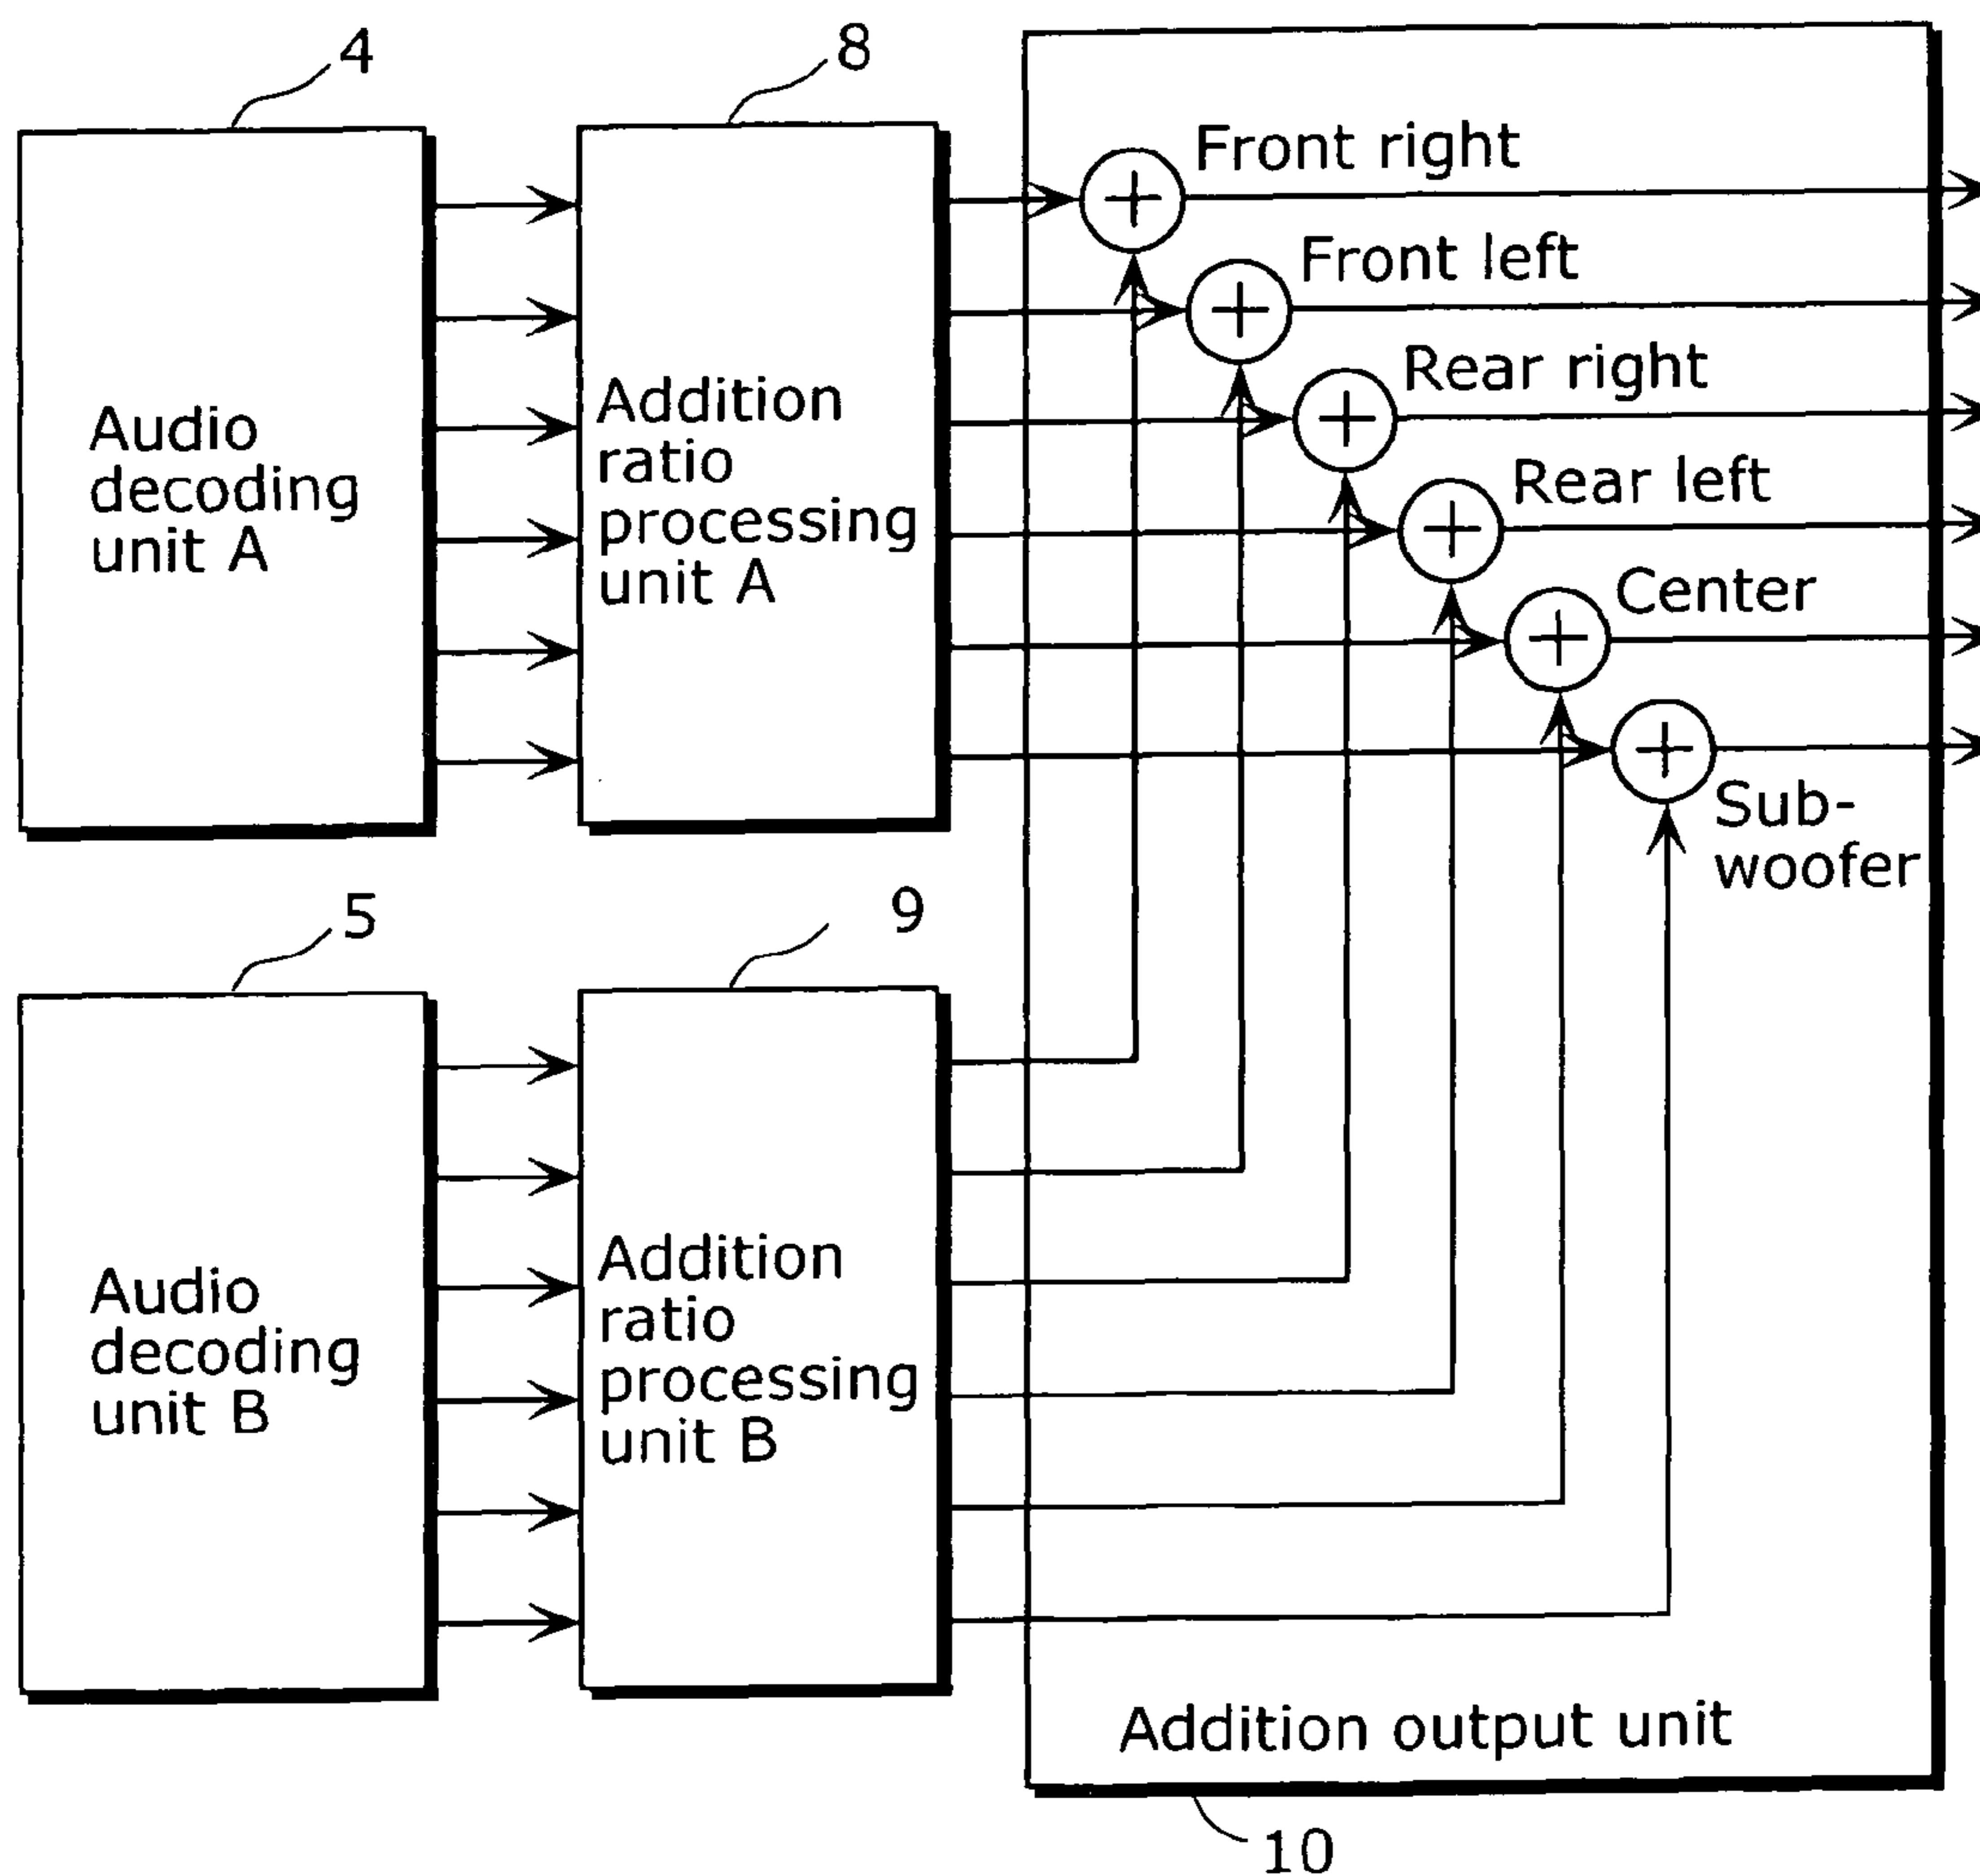 4
8
Front right
Front left
Rear right
Rear left
Center
Sub-
woofer
Audio
decoding
unit A
Addition
ratio
processing
unit A
5
9
Audio
decoding
unit B
Addition
ratio
processing
unit B
Addition output unit
10